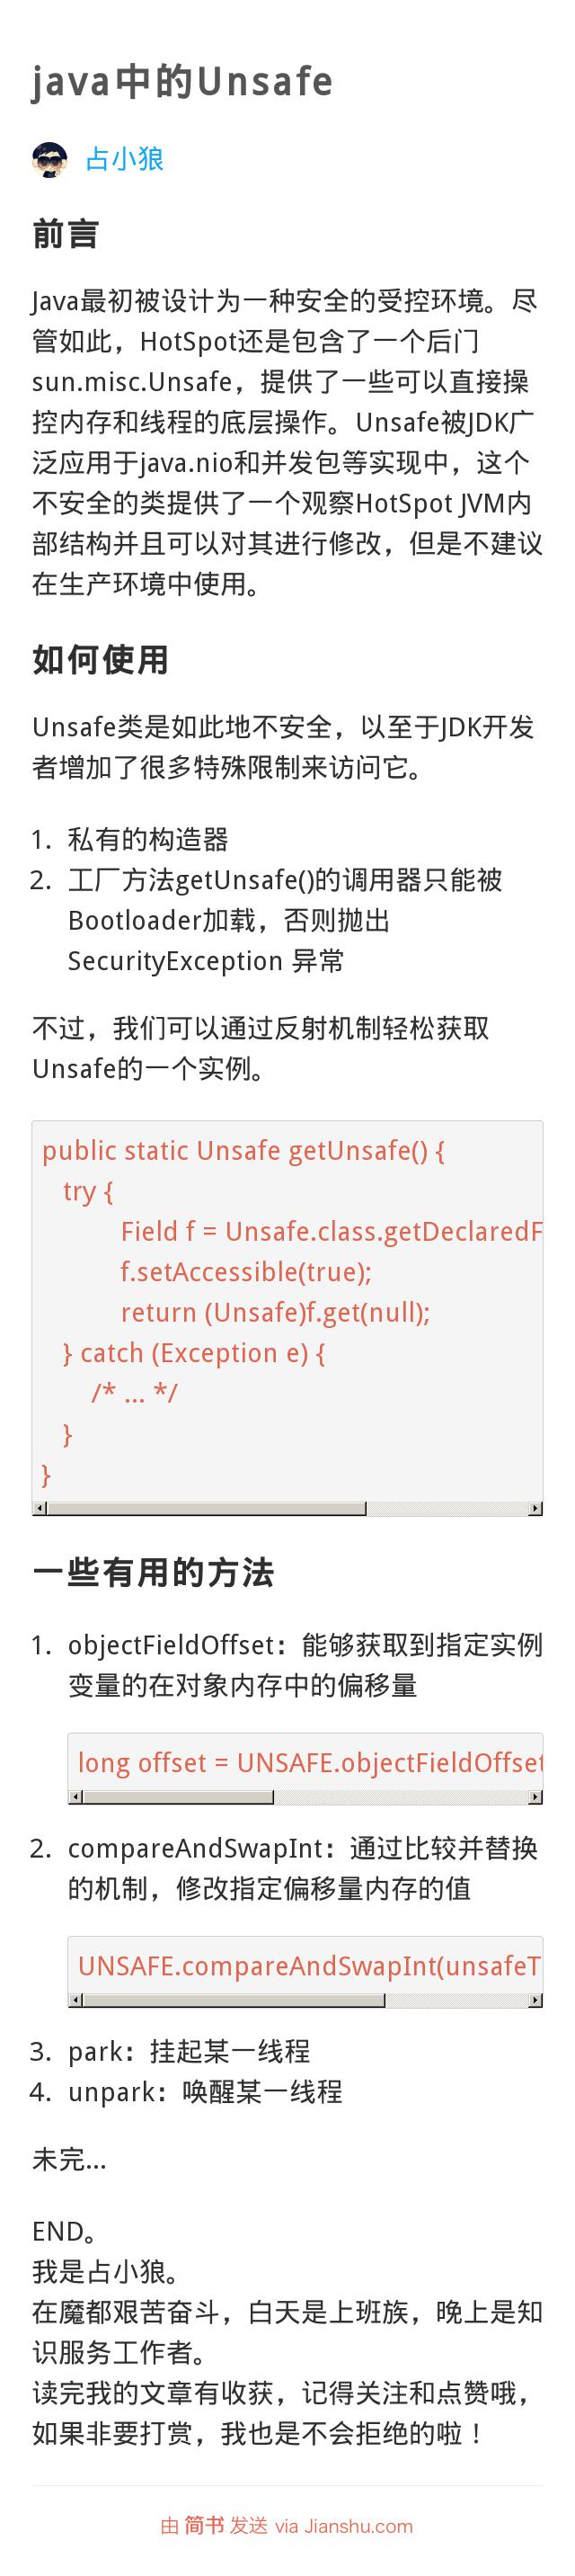 java中的Unsafe
占小狼
前言
Java最初被设计为一种安全的受控环境。尽
管如此，HotSpot还是包含了一个后门
sun.misc.Unsafe，提供了一些可以直接操
控内存和线程的底层操作。Unsafe被JDK广
泛应用于java.nio和并发包等实现中，这个
不安全的类提供了一个观察HotSpot JVM内
部结构并且可以对其进行修改，但是不建议
在生产环境中使用。
如何使用
Unsafe类是如此地不安全，以至于JDK开发
者增加了很多特殊限制来访问它。
1. 私有的构造器
2. 工厂方法getUnsafe()的调用器只能被
Bootloader加载，否则抛出
SecurityException 异常
不过，我们可以通过反射机制轻松获取
Unsafe的一个实例。
public static Unsafe getUnsafe() {
try {
Field f = Unsafe.class.getDeclaredF
f.setAccessible(true);
return (Unsafe)f.get(null);
} catch (Exception e) {
/* ... */
}
}
一些有用的方法
1. objectFieldOffset：能够获取到指定实例
变量的在对象内存中的偏移量
long offset = UNSAFE.objectFieldOffset
2. compareAndSwapInt：通过比较并替换
的机制，修改指定偏移量内存的值
UNSAFE.compareAndSwapInt(unsafeT
3. park：挂起某一线程
4. unpark：唤醒某一线程
未完...
END。
我是占小狼。
在魔都艰苦奋斗，白天是上班族，晚上是知
识服务工作者。
读完我的文章有收获，记得关注和点赞哦，
如果非要打赏，我也是不会拒绝的啦！
由 简书 发送 via Jianshu.com